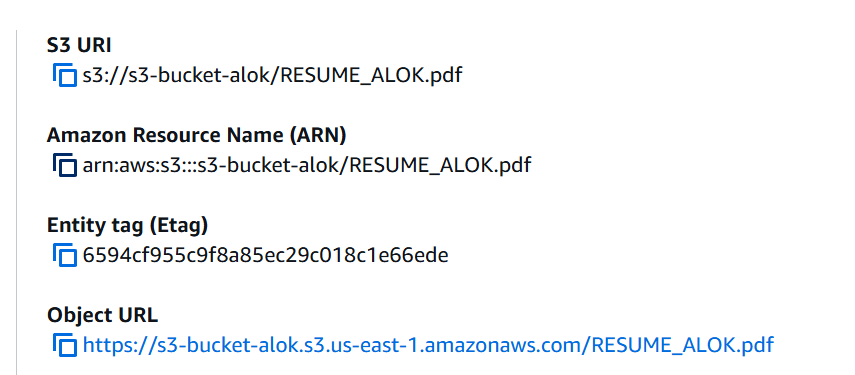 S3 URI
s3://s3-bucket-alok/RESUME_ALOK.pdf
Amazon Resource Name (ARN)
arn:aws:s3:::s3-bucket-alok/RESUME_ALOK.pdf
Entity tag (Etag)
6594cf955c9f8a85ec29c018c1e66ede
Object URL
https://s3-bucket-alok.s3.us-east-1.amazonaws.com/RESUME_ALOK.pdf